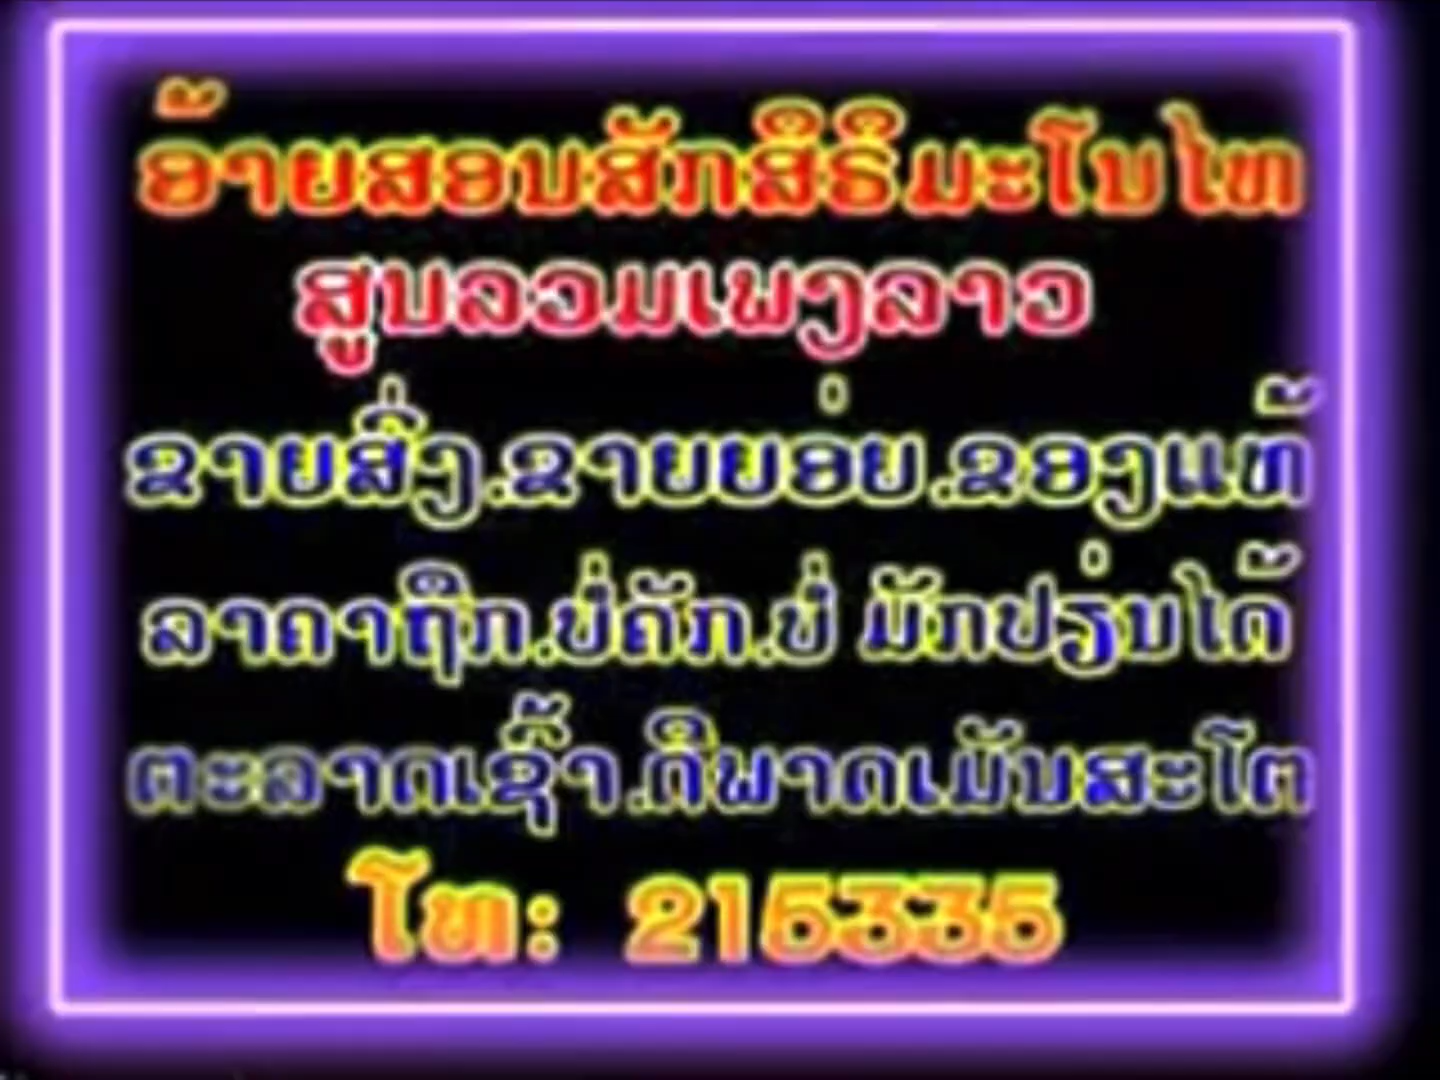 ອ້າຍສອນສັກສິຣິມະໂນໄທ
ສູນລວມເພງລາວ
ຂາຍສົ່ງ.ຂາຍຍ່ອຍ.ຂອງແທ້
ລາຄາຖືກ.ບໍ່ຄັກ.ບໍ່ ມັກປ່ຽນໄດ້
ຕະລາດເຊົ້າ.ຕຶພາດເມັນສະໂຕ
ໂທ: 215335